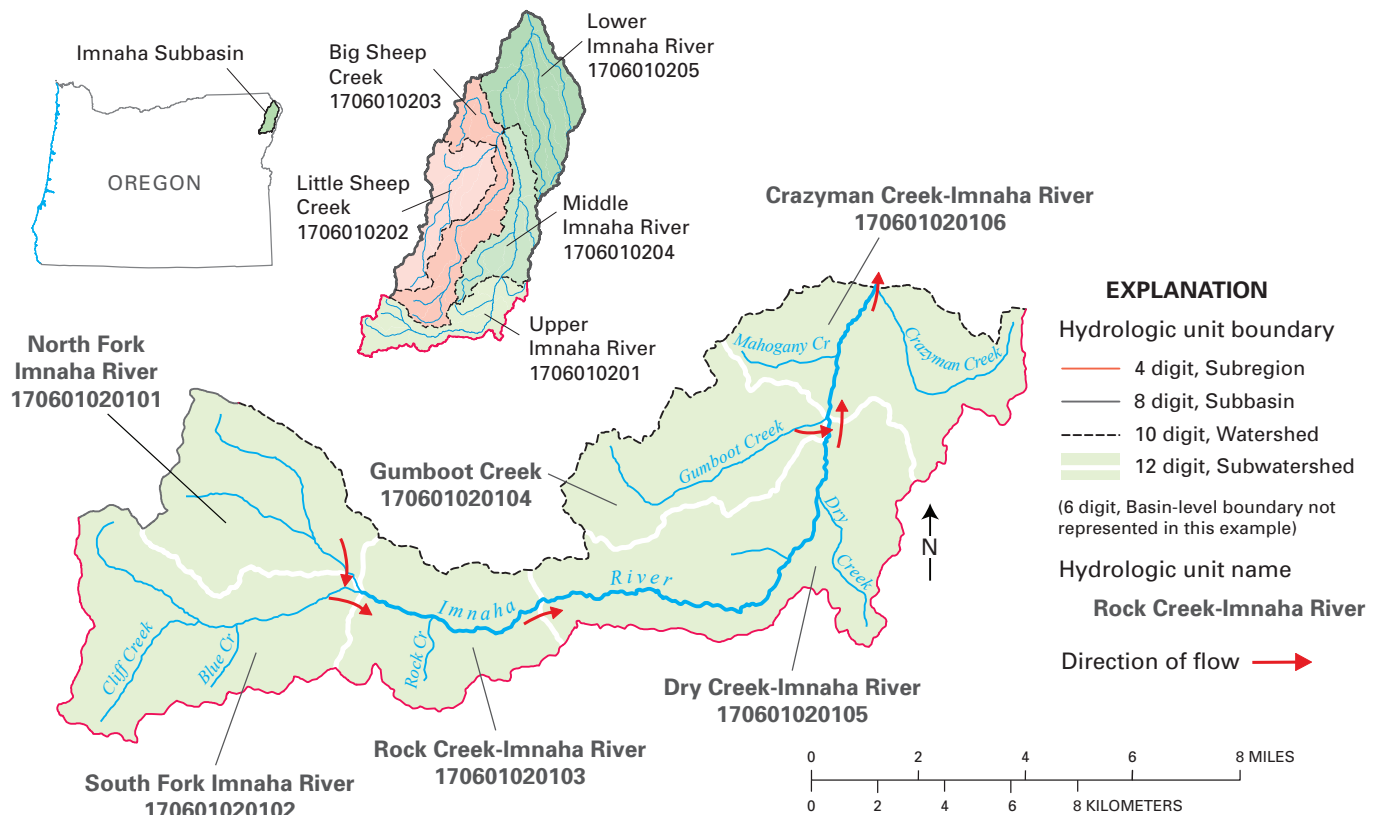 Imnaha Subbasin
OREGON
Big Sheep
Creek
1706010203
Lower
Imnaha River
1706010205
Little Sheep
Creek
1706010202
Middle
Imnaha River
1706010204
Upper
Imnaha River
1706010201
Crazyman Creek-Imnaha River
170601020106
North Fork
Imnaha River
170601020101
Gumboot Creek
170601020104
Mahogany Cr
Crazyman Creek
Gumboot Creek
Dry
Creek
Imnaha
River
Cliff Creek
Blue Cr
Rock Cr
N
South Fork Imnaha River
170601020102
Rock Creek-Imnaha River
170601020103
Dry Creek-Imnaha River
170601020105
EXPLANATION
Hydrologic unit boundary
4 digit, Subregion
8 digit, Subbasin
10 digit, Watershed
12 digit, Subwatershed
(6 digit, Basin-level boundary not
represented in this example)
Hydrologic unit name
Rock Creek-Imnaha River
Direction of flow
0 2 4 6 8 MILES
0 2 4 6 8 KILOMETERS